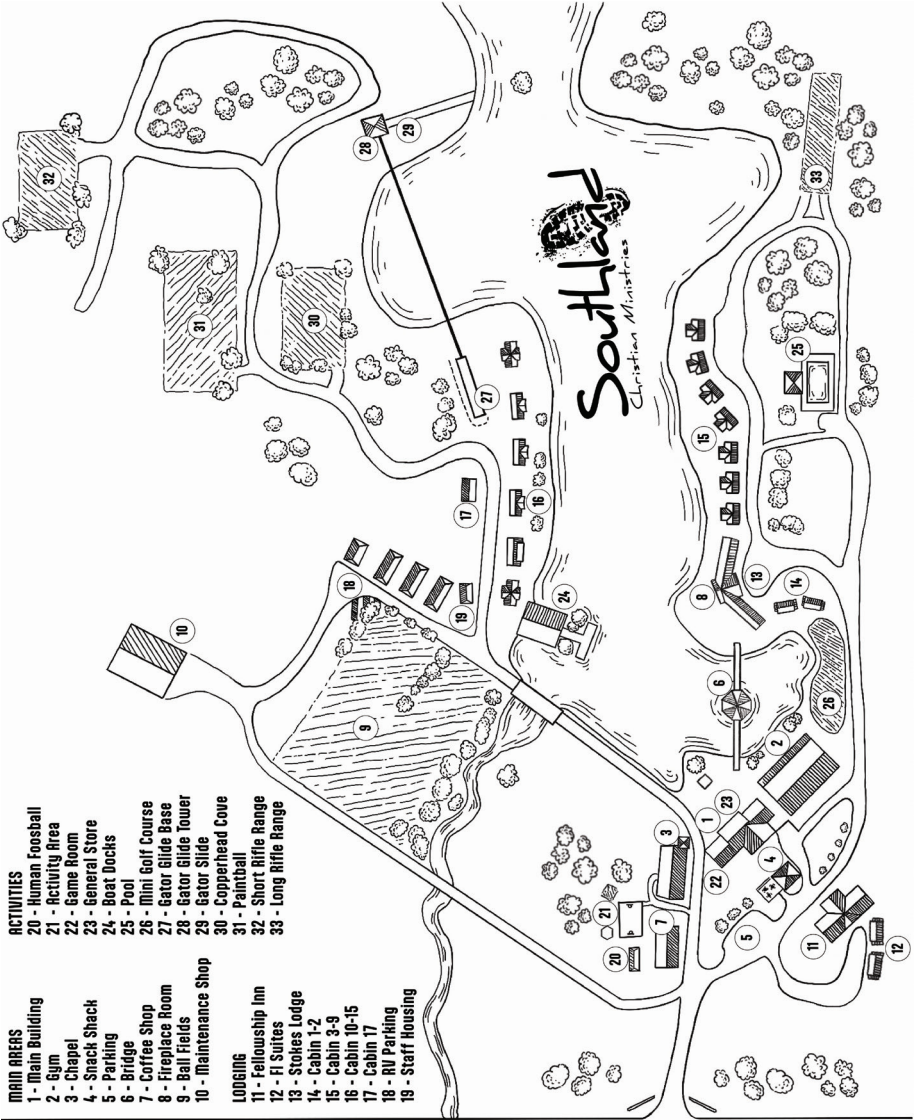 MAIN AREAS
1 - Main Building
2 - Gym
3 - Chapel
4 - Snack Shack
5 - Parking
6 - Bridge
7 - Coffee Shop
8 - Fireplace Room
9 - Ball Fields
10 - Maintenance Shop
LODGING
11 - Fellowship Inn
12 - FI Suites
13 - Stokes Lodge
14 - Cabin 1-2
15 - Cabin 3-9
16 - Cabin 10-15
17 - Cabin 17
18 - RV Parking
19 - Staff Housing
ACTIVITIES
20 - Human Foosball
21 - Activity Area
22 - Game Room
23 - General Store
24 - Boat Docks
25 - Pool
26 - Mini Golf Course
27 - Gator Glide Base
28 - Gator Glide Tower
29 - Gator Slide
30 - Copperhead Cove
31 - Paintball
32 - Short Rifle Range
33 - Long Rifle Range
Southland
Christian Ministries
32
31
30
28
29
27
10
18
17
19
16
9
24
33
25
15
13
8
14
6
26
2
23
1
3
22
4
21
7
20
5
11
12